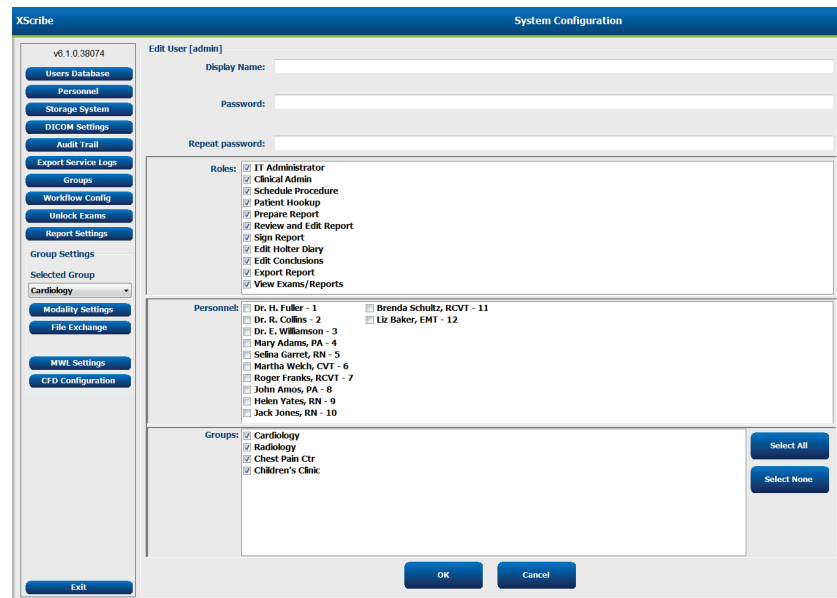 XScribe
System Configuration
v6.1.0.38074
Users Database
Personnel
Storage System
DICOM Settings
Audit Trail
Export Service Logs
Groups
Workflow Config
Unlock Exams
Report Settings
Group Settings
Selected Group
Cardiology
Modality Settings
File Exchange
MWL Settings
CFD Configuration
Exit
Edit User [admin]
Display Name:
Password:
Repeat password:
Roles:
IT Administrator
Clinical Admin
Schedule Procedure
Patient Hookup
Prepare Report
Review and Edit Report
Sign Report
Edit Holter Diary
Edit Conclusions
Export Report
View Exams/Reports
Personnel:
Dr. H. Fuller - 1
Dr. R. Collins - 2
Dr. E. Williamson - 3
Mary Adams, PA - 4
Selina Garret, RN - 5
Martha Welch, CVT - 6
Roger Franks, RCVT - 7
John Amos, PA - 8
Helen Yates, RN - 9
Jack Jones, RN - 10
Brenda Schultz, RCVT - 11
Liz Baker, EMT - 12
Groups:
Cardiology
Radiology
Chest Pain Ctr
Children's Clinic
Select All
Select None
OK
Cancel